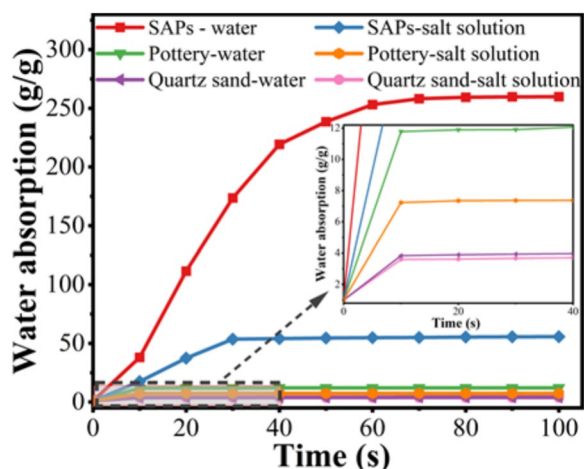 SAPs - water
SAPs-salt solution
Pottery-water
Pottery-salt solution
Quartz sand-water
Quartz sand-salt solution
Water absorption (g/g)
300
250
200
150
100
50
0
0 20 40 60 80 100
Time (s)
Water absorption (g/g)
12
10
8
6
4
2
0 20 40
Time (s)